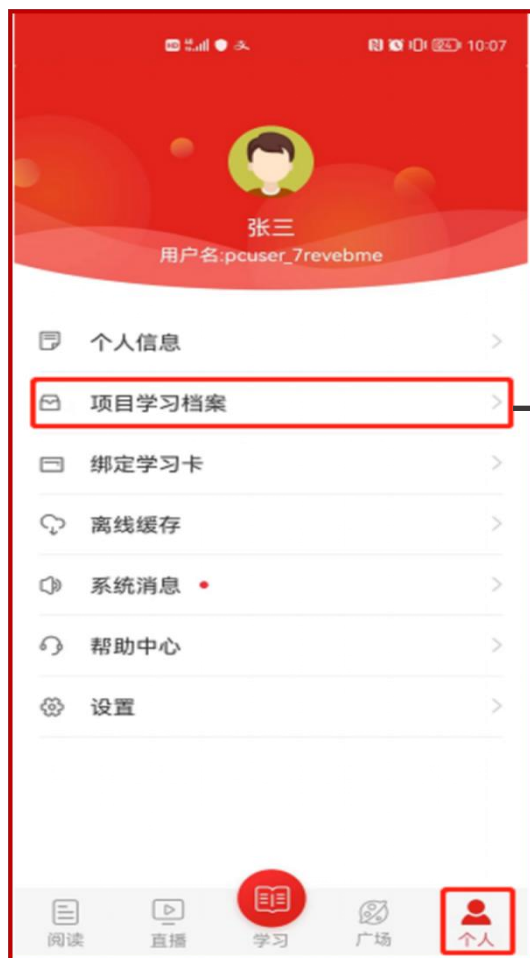 10:07
张三
用户名:pcuser_7revebme
个人信息
项目学习档案
绑定学习卡
离线缓存
系统消息
帮助中心
设置
阅读 直播 学习 广场 个人